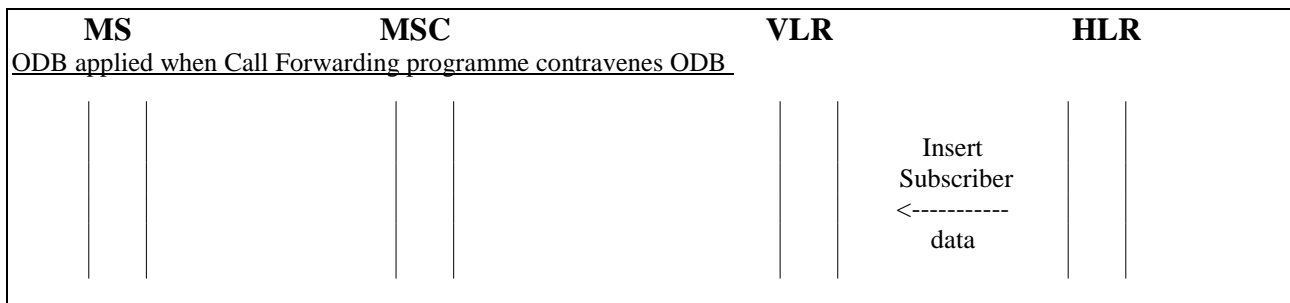 MS MSC VLR HLR
ODB applied when Call Forwarding programme contravenes ODB
Insert
Subscriber
<-----------
data